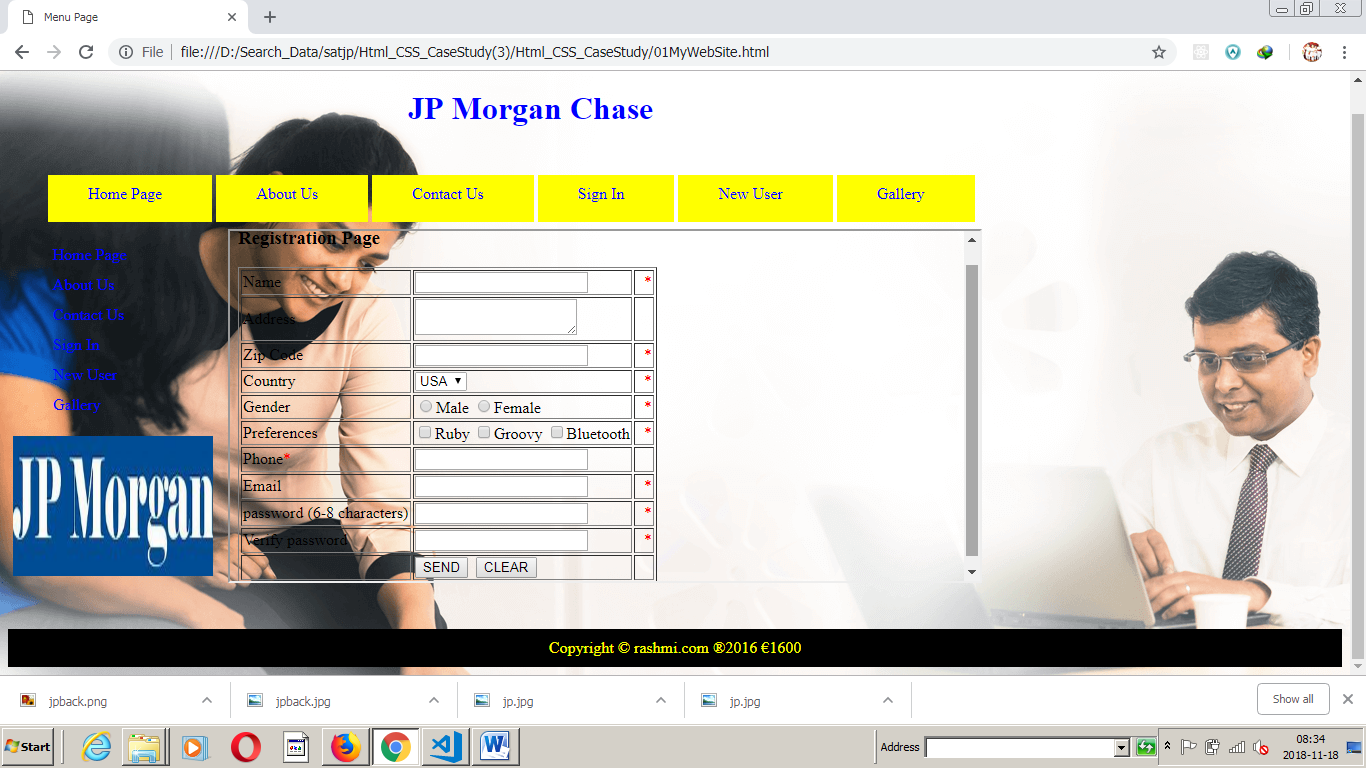 Menu Page
File file:///D:/Search_Data/satjp/Html_CSS_CaseStudy(3)/Html_CSS_CaseStudy/01MyWebSite.html
JP Morgan Chase
Home Page About Us Contact Us Sign In New User Gallery
Home Page
About Us
Contact Us
Sign In
New User
Gallery
JP Morgan
Registration Page
Name *
Address
Zip Code *
Country USA *
Gender Male Female *
Preferences Ruby Groovy Bluetooth *
Phone*
Email *
password (6-8 characters) *
Verify password *
SEND CLEAR
Copyright © rashmi.com ®2016 €1600
jpback.png jpback.jpg jp.jpg jp.jpg Show all
Start Address 08:34
2018-11-18